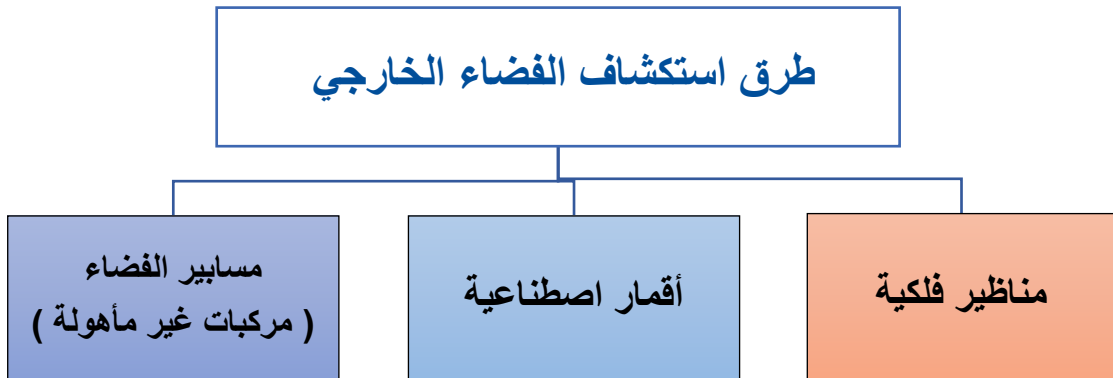 طرق استكشاف الفضاء الخارجي
مناظير فلكية
أقمار اصطناعية
مسابير الفضاء
( مركبات غير مأهولة )